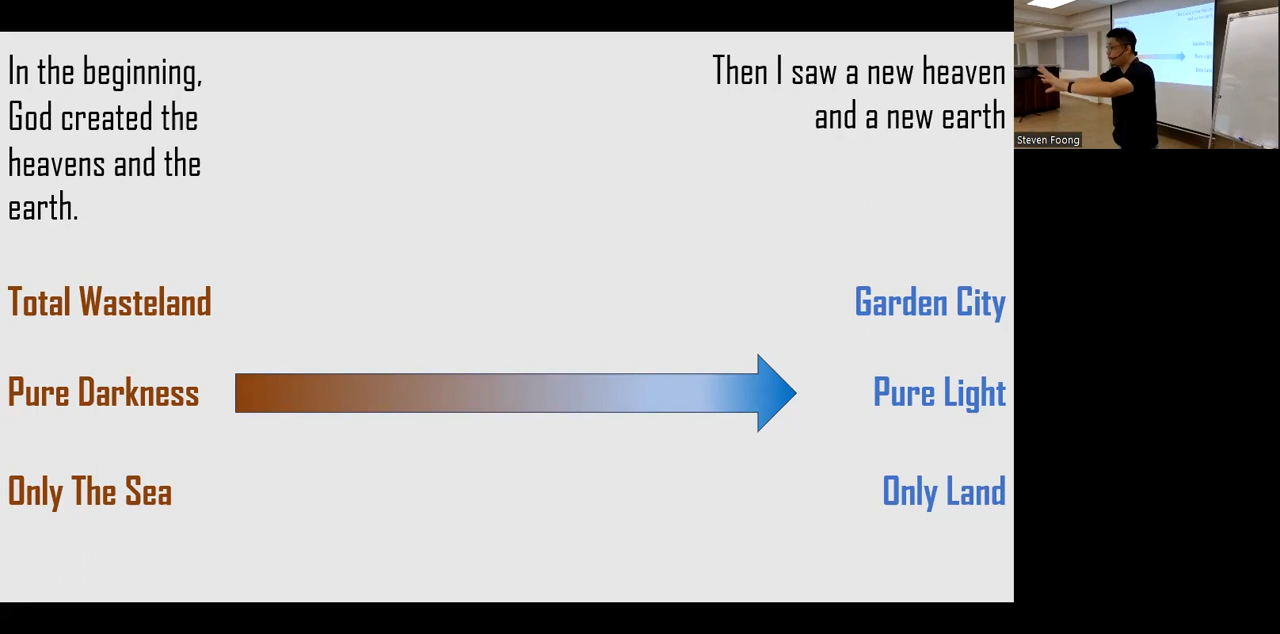 In the beginning,
God created the
heavens and the
earth.
Then I saw a new heaven
and a new earth
Total Wasteland
Garden City
Pure Darkness
Pure Light
Only The Sea
Only Land
Steven Foong